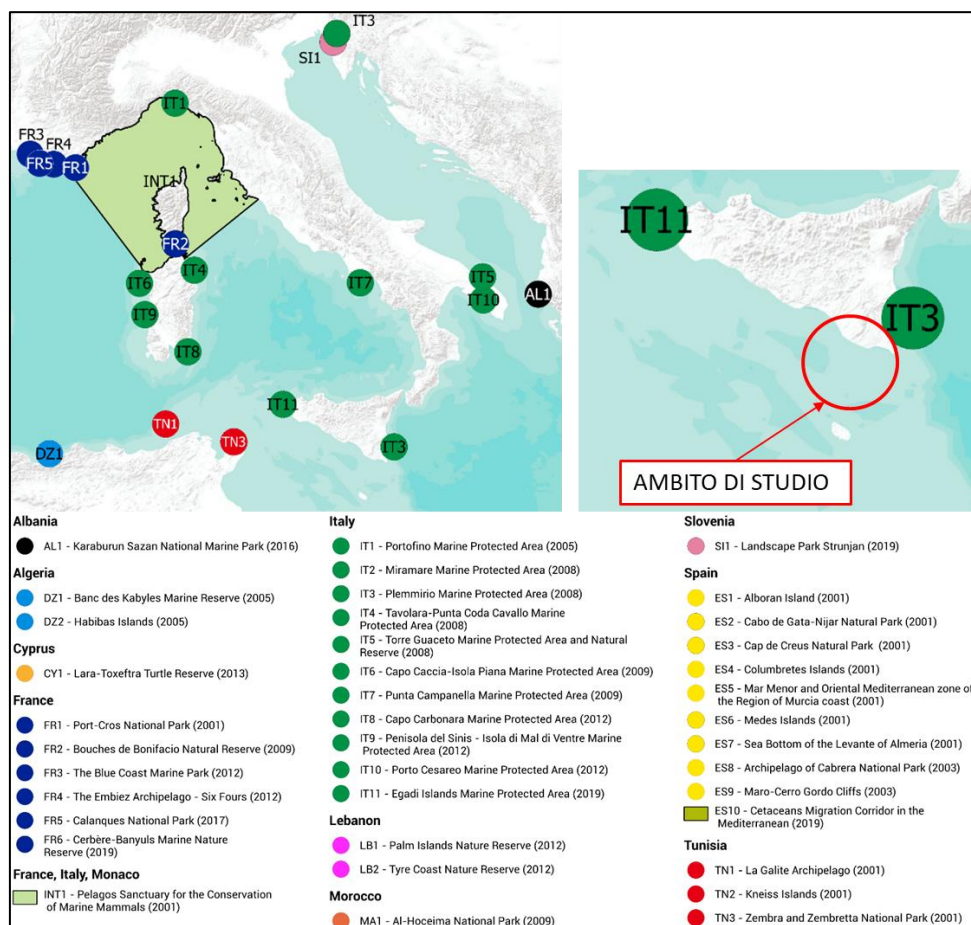 IT3
SI1
IT1
FR3
FR4
FR5
FR1
INT1
FR2
IT4
IT6
IT7
IT5
IT10
AL1
IT9
IT8
IT11
TN1
TN3
IT3
DZ1
IT11
IT3
AMBITO DI STUDIO
Albania
AL1 - Karaburun Sazan National Marine Park (2016)
Algeria
DZ1 - Banc des Kabyles Marine Reserve (2005)
DZ2 - Habibas Islands (2005)
Cyprus
CY1 - Lara-Toxeftra Turtle Reserve (2013)
France
FR1 - Port-Cros National Park (2001)
FR2 - Bouches de Bonifacio Natural Reserve (2009)
FR3 - The Blue Coast Marine Park (2012)
FR4 - The Embiez Archipelago - Six Fours (2012)
FR5 - Calanques National Park (2017)
FR6 - Cerbère-Banyuls Marine Nature
Reserve (2019)
France, Italy, Monaco
INT1 - Pelagos Sanctuary for the Conservation
of Marine Mammals (2001)
Italy
IT1 - Portofino Marine Protected Area (2005)
IT2 - Miramare Marine Protected Area (2008)
IT3 - Plemmirio Marine Protected Area (2008)
IT4 - Tavolara-Punta Coda Cavallo Marine
Protected Area (2008)
IT5 - Torre Guaceto Marine Protected Area and Natural
Reserve (2008)
IT6 - Capo Caccia-Isola Piana Marine Protected Area (2009)
IT7 - Punta Campanella Marine Protected Area (2009)
IT8 - Capo Carbonara Marine Protected Area (2012)
IT9 - Penisola del Sinis - Isola di Mal di Ventre Marine
Protected Area (2012)
IT10 - Porto Cesareo Marine Protected Area (2012)
IT11 - Egadi Islands Marine Protected Area (2019)
Lebanon
LB1 - Palm Islands Nature Reserve (2012)
LB2 - Tyre Coast Nature Reserve (2012)
Morocco
MA1 - Al-Hoceima National Park (2009)
Slovenia
SI1 - Landscape Park Strunjan (2019)
Spain
ES1 - Alboran Island (2001)
ES2 - Cabo de Gata-Nijar Natural Park (2001)
ES3 - Cap de Creus Natural Park (2001)
ES4 - Columbretes Islands (2001)
ES5 - Mar Menor and Oriental Mediterranean zone of
the Region of Murcia coast (2001)
ES6 - Medes Islands (2001)
ES7 - Sea Bottom of the Levante of Almeria (2001)
ES8 - Archipelago of Cabrera National Park (2003)
ES9 - Maro-Cerro Gordo Cliffs (2003)
ES10 - Cetaceans Migration Corridor in the
Mediterranean (2019)
Tunisia
TN1 - La Galite Archipelago (2001)
TN2 - Kneiss Islands (2001)
TN3 - Zembra and Zembretta National Park (2001)